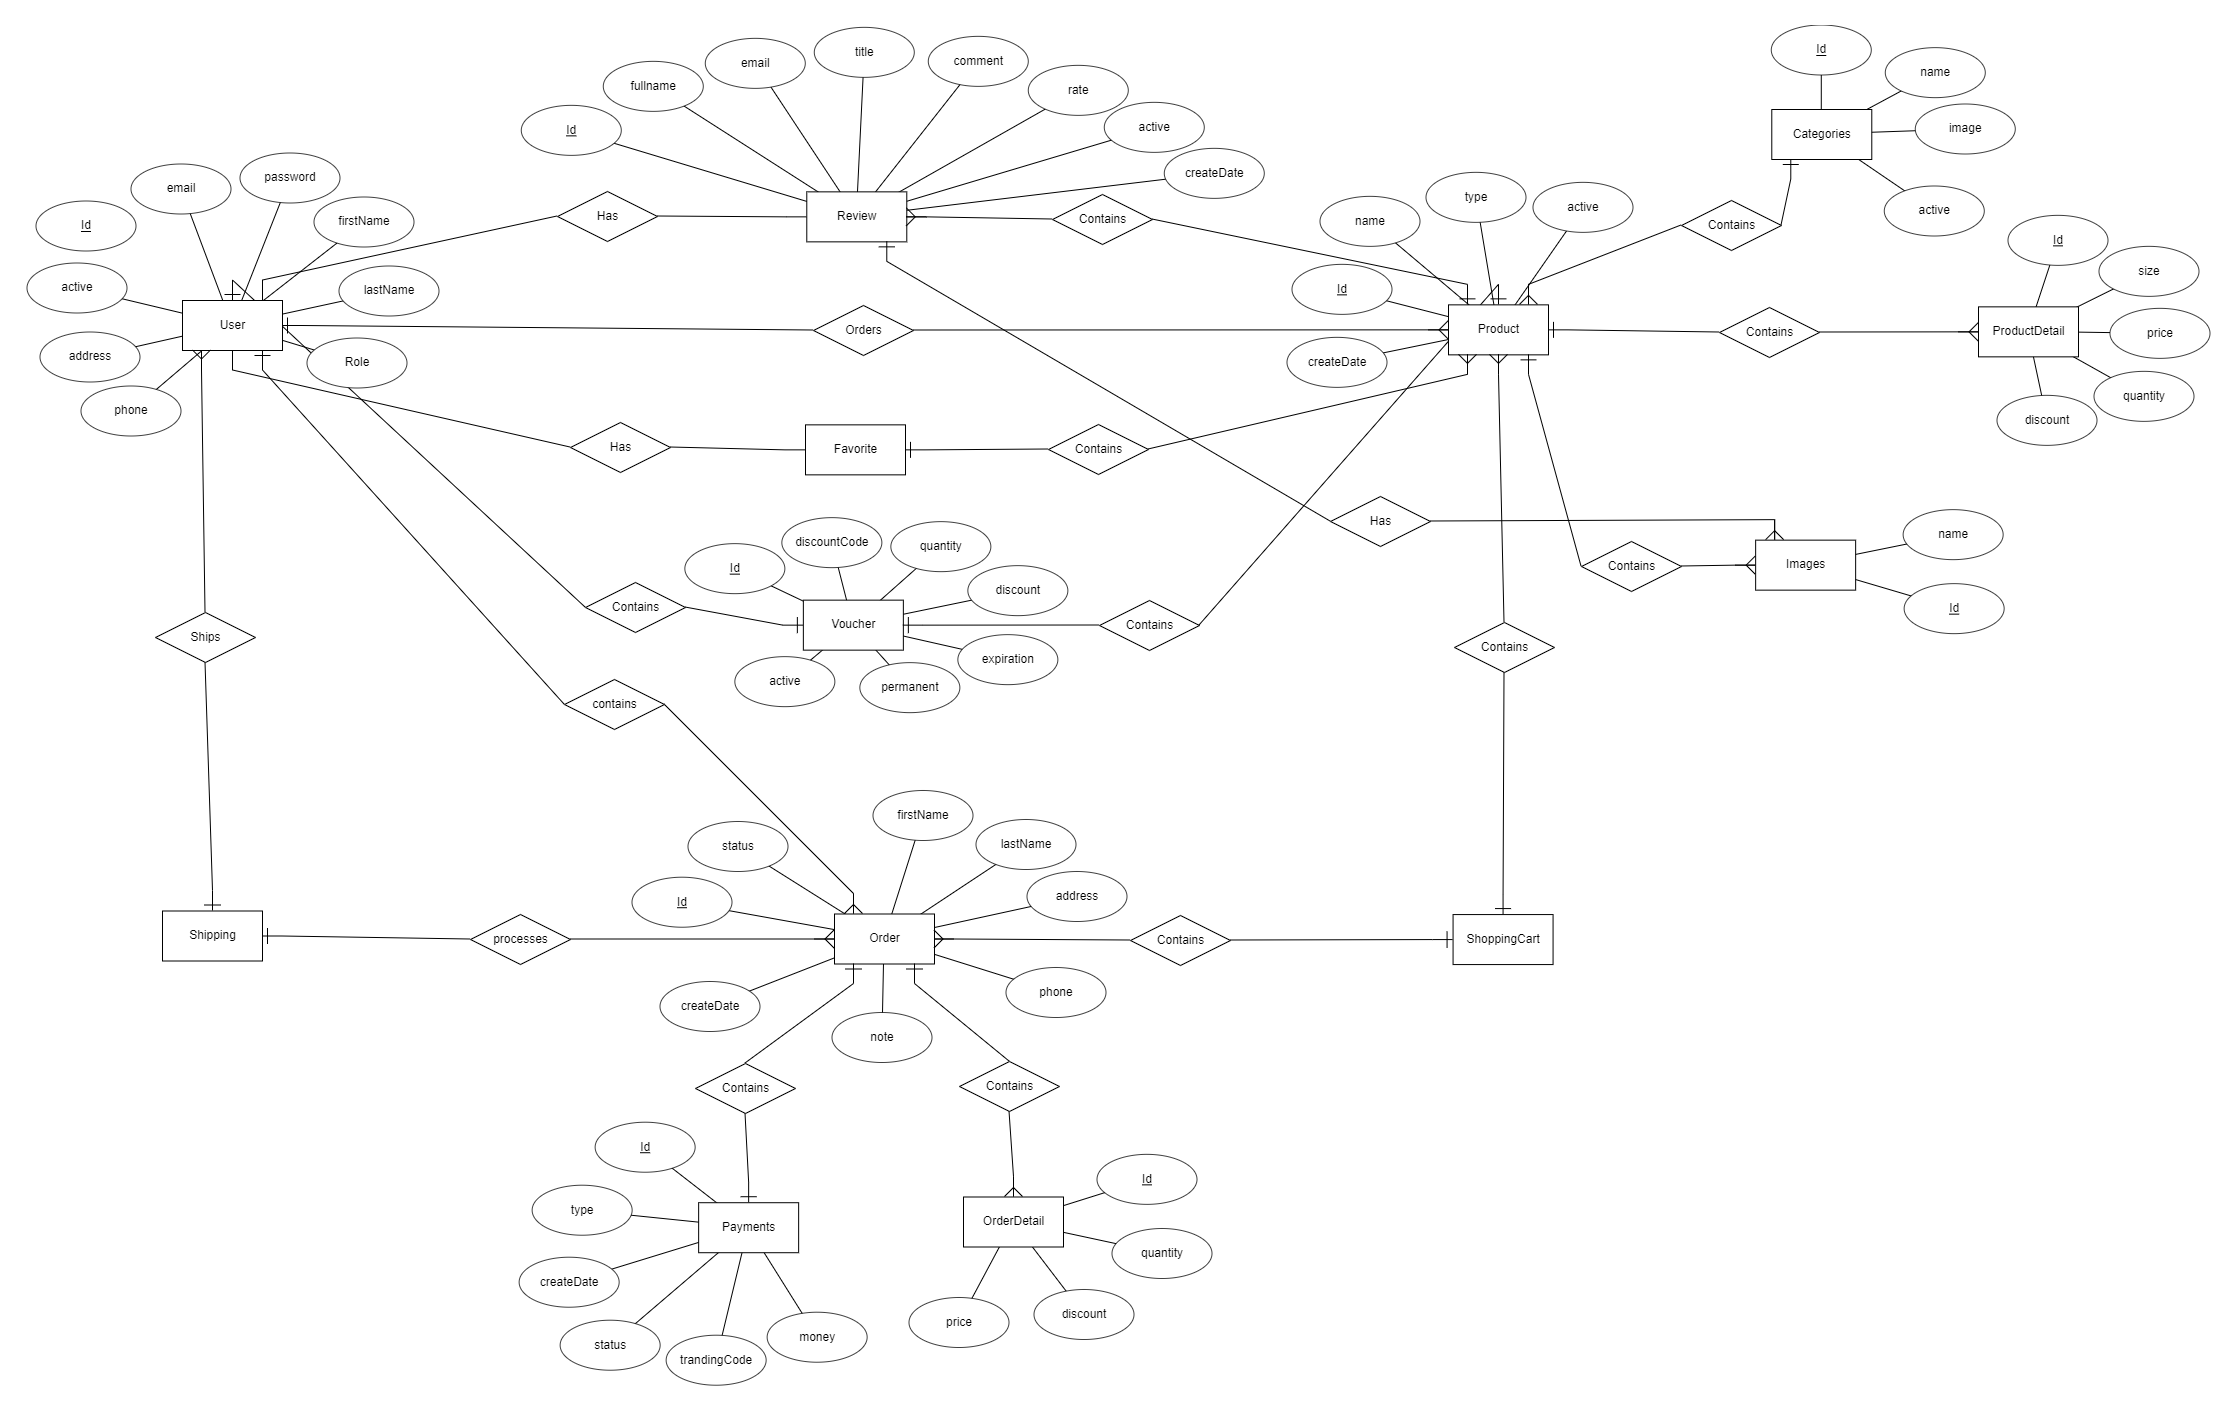 Id
title
comment
email
name
fullname
rate
active
Id
image
Categories
email
password
createDate
type
active
active
Id
firstName
name
Has
Review
Contains
Contains
Id
active
lastName
Id
size
User
Orders
Product
Contains
ProductDetail
price
address
Role
createDate
phone
quantity
discount
Has
Favorite
Contains
Has
name
discountCode
quantity
Id
Contains
Images
discount
Id
Contains
Voucher
Contains
Ships
Contains
expiration
active
permanent
contains
firstName
status
lastName
Id
address
Shipping
processes
Order
Contains
ShoppingCart
createDate
phone
note
Contains
Contains
Id
Id
type
Payments
OrderDetail
quantity
createDate
price
discount
status
trandingCode
money